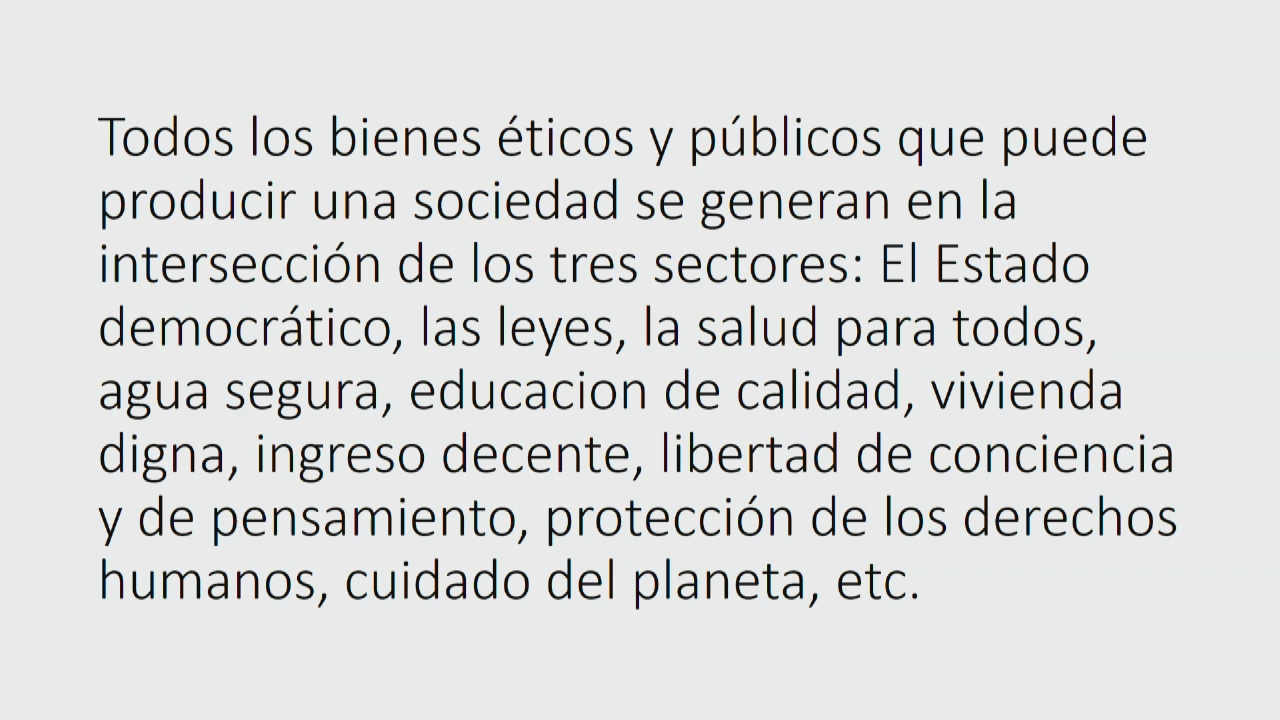 Todos los bienes éticos y públicos que puede
producir una sociedad se generan en la
intersección de los tres sectores: El Estado
democrático, las leyes, la salud para todos,
agua segura, educacion de calidad, vivienda
digna, ingreso decente, libertad de conciencia
y de pensamiento, protección de los derechos
humanos, cuidado del planeta, etc.